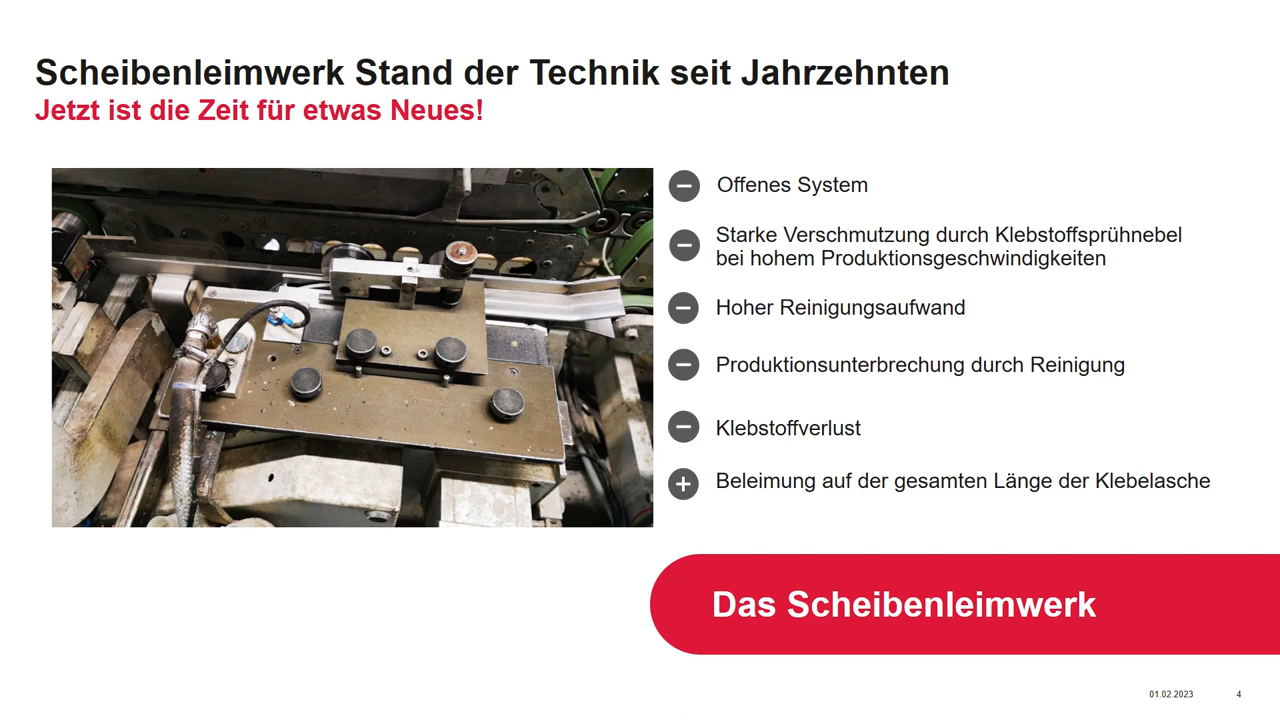 Scheibenleimwerk Stand der Technik seit Jahrzehnten
Jetzt ist die Zeit für etwas Neues!
Offenes System
Starke Verschmutzung durch Klebstoffsprühnebel
bei hohem Produktionsgeschwindigkeiten
Hoher Reinigungsaufwand
Produktionsunterbrechung durch Reinigung
Klebstoffverlust
Beleimung auf der gesamten Länge der Klebelasche
Das Scheibenleimwerk
01.02.2023 4